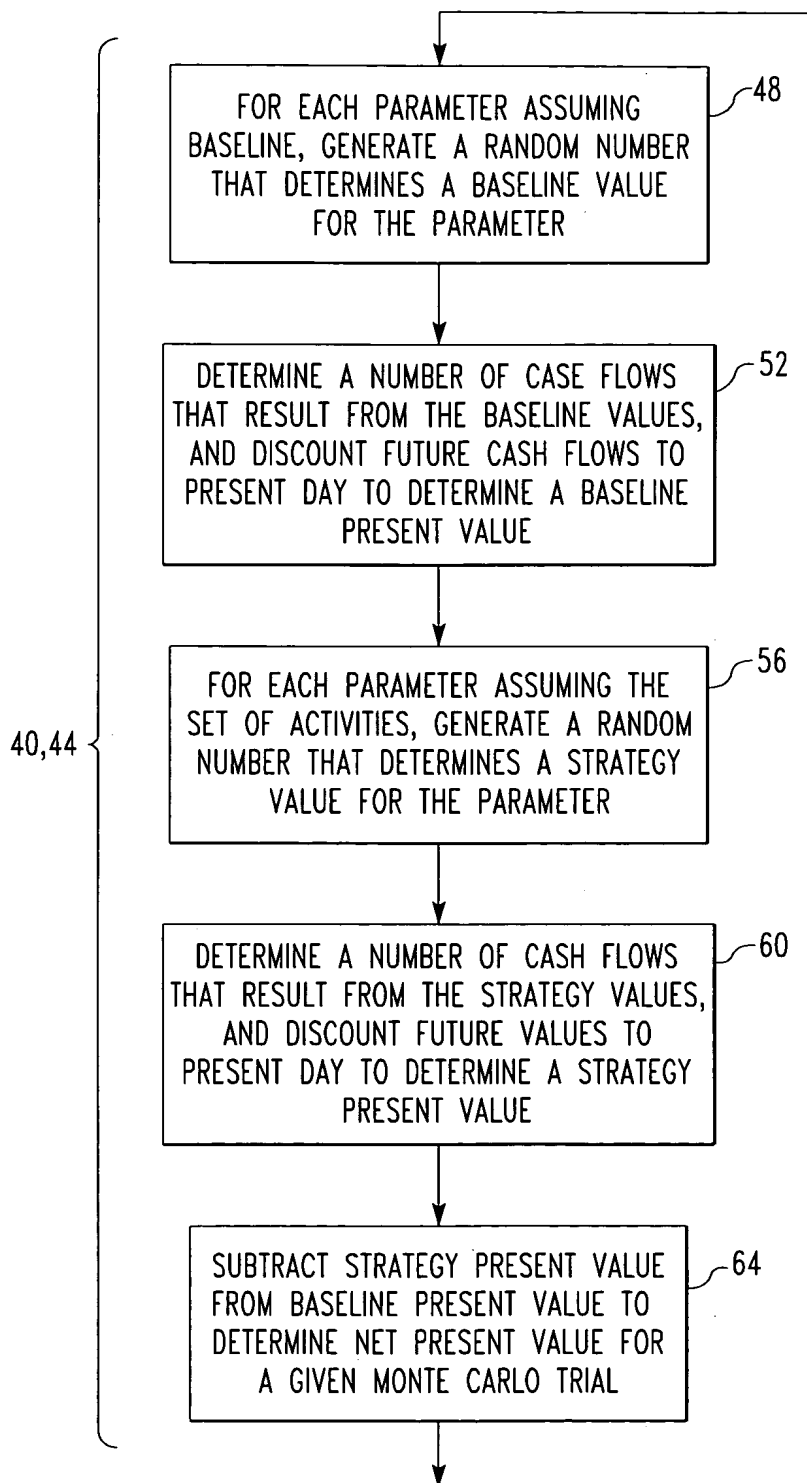 FOR EACH PARAMETER ASSUMING
BASELINE, GENERATE A RANDOM NUMBER
THAT DETERMINES A BASELINE VALUE
FOR THE PARAMETER
48
DETERMINE A NUMBER OF CASE FLOWS
THAT RESULT FROM THE BASELINE VALUES,
AND DISCOUNT FUTURE CASH FLOWS TO
PRESENT DAY TO DETERMINE A BASELINE
PRESENT VALUE
52
FOR EACH PARAMETER ASSUMING THE
SET OF ACTIVITIES, GENERATE A RANDOM
NUMBER THAT DETERMINES A STRATEGY
VALUE FOR THE PARAMETER
56
40,44
DETERMINE A NUMBER OF CASH FLOWS
THAT RESULT FROM THE STRATEGY VALUES,
AND DISCOUNT FUTURE VALUES TO
PRESENT DAY TO DETERMINE A STRATEGY
PRESENT VALUE
60
SUBTRACT STRATEGY PRESENT VALUE
FROM BASELINE PRESENT VALUE TO
DETERMINE NET PRESENT VALUE FOR
A GIVEN MONTE CARLO TRIAL
64